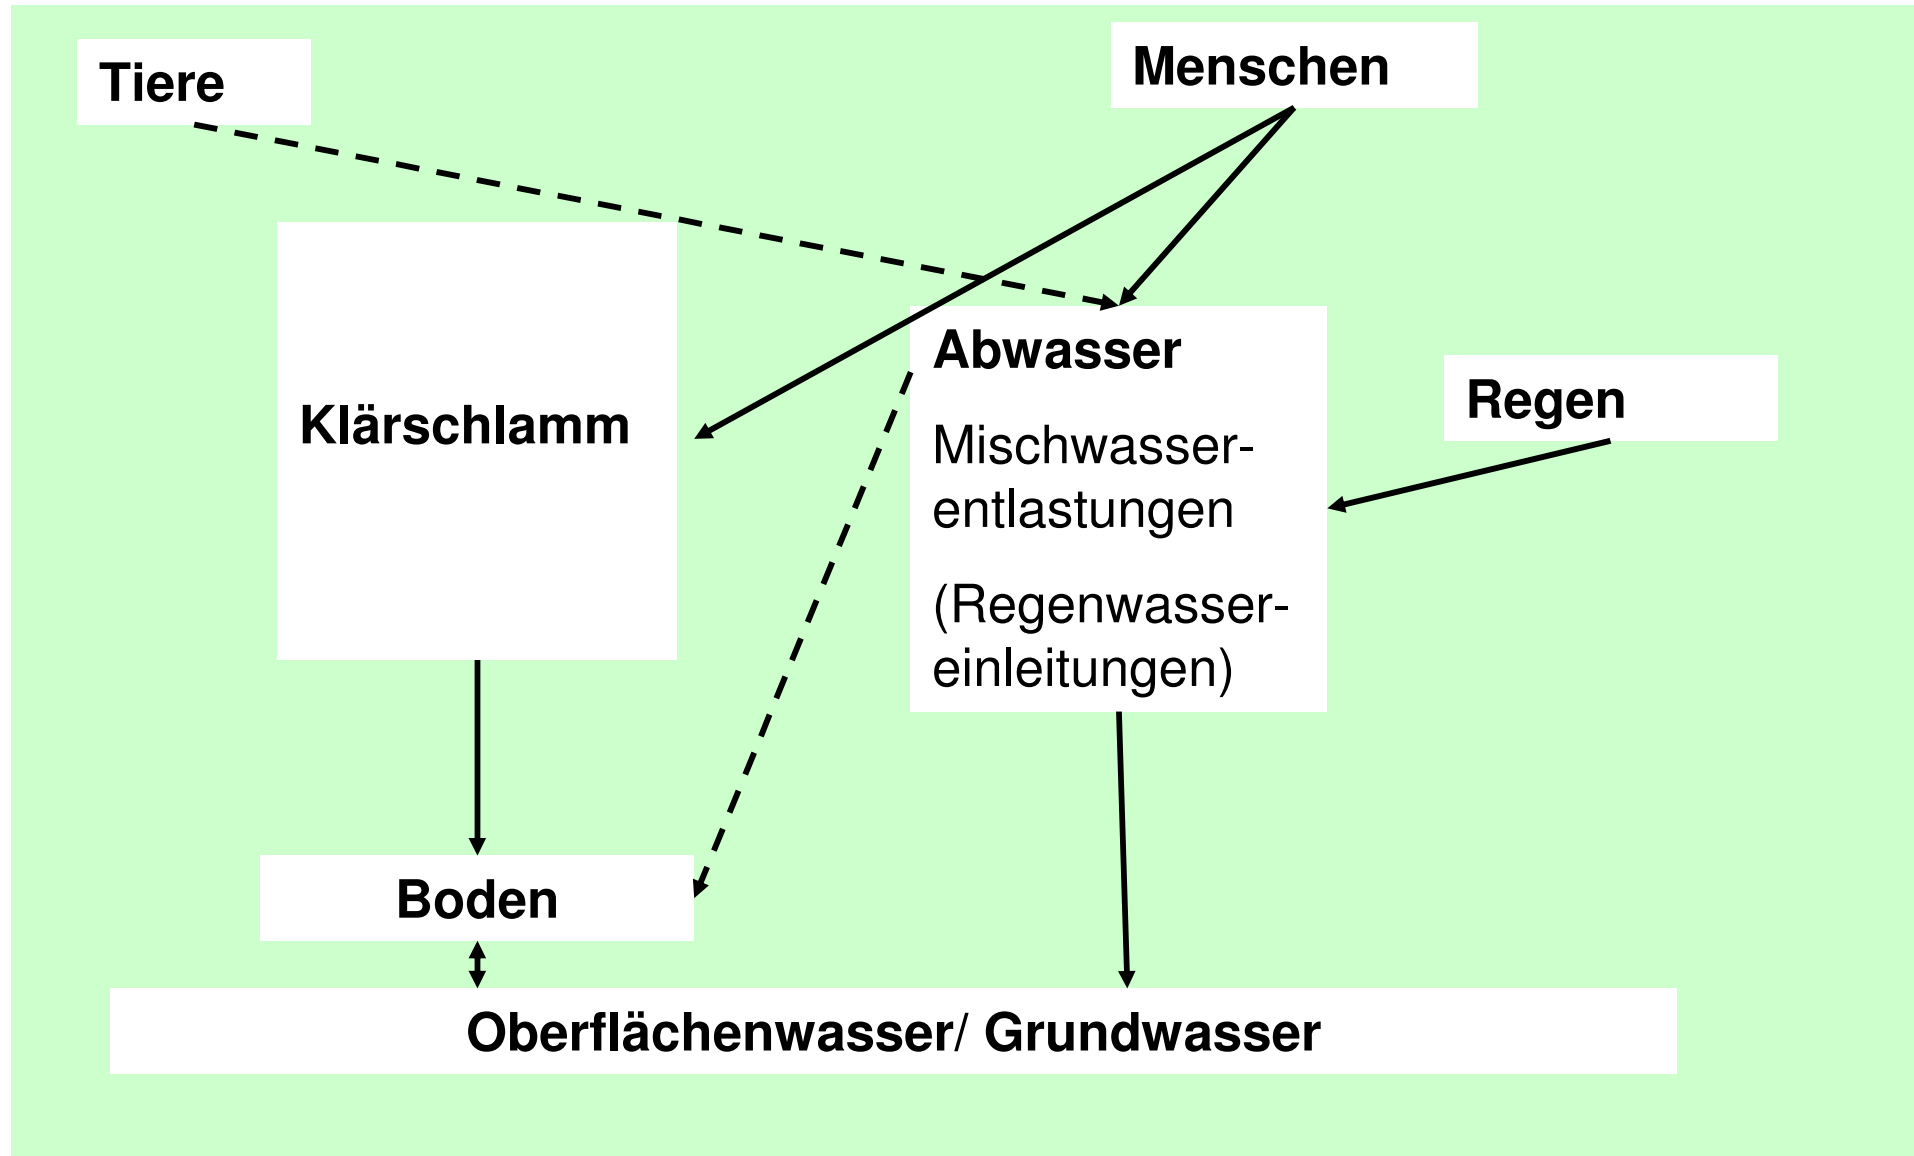 Tiere
Menschen
Klärschlamm
Abwasser
Mischwasser-
entlastungen
(Regenwasser-
einleitungen)
Regen
Boden
Oberflächenwasser/ Grundwasser